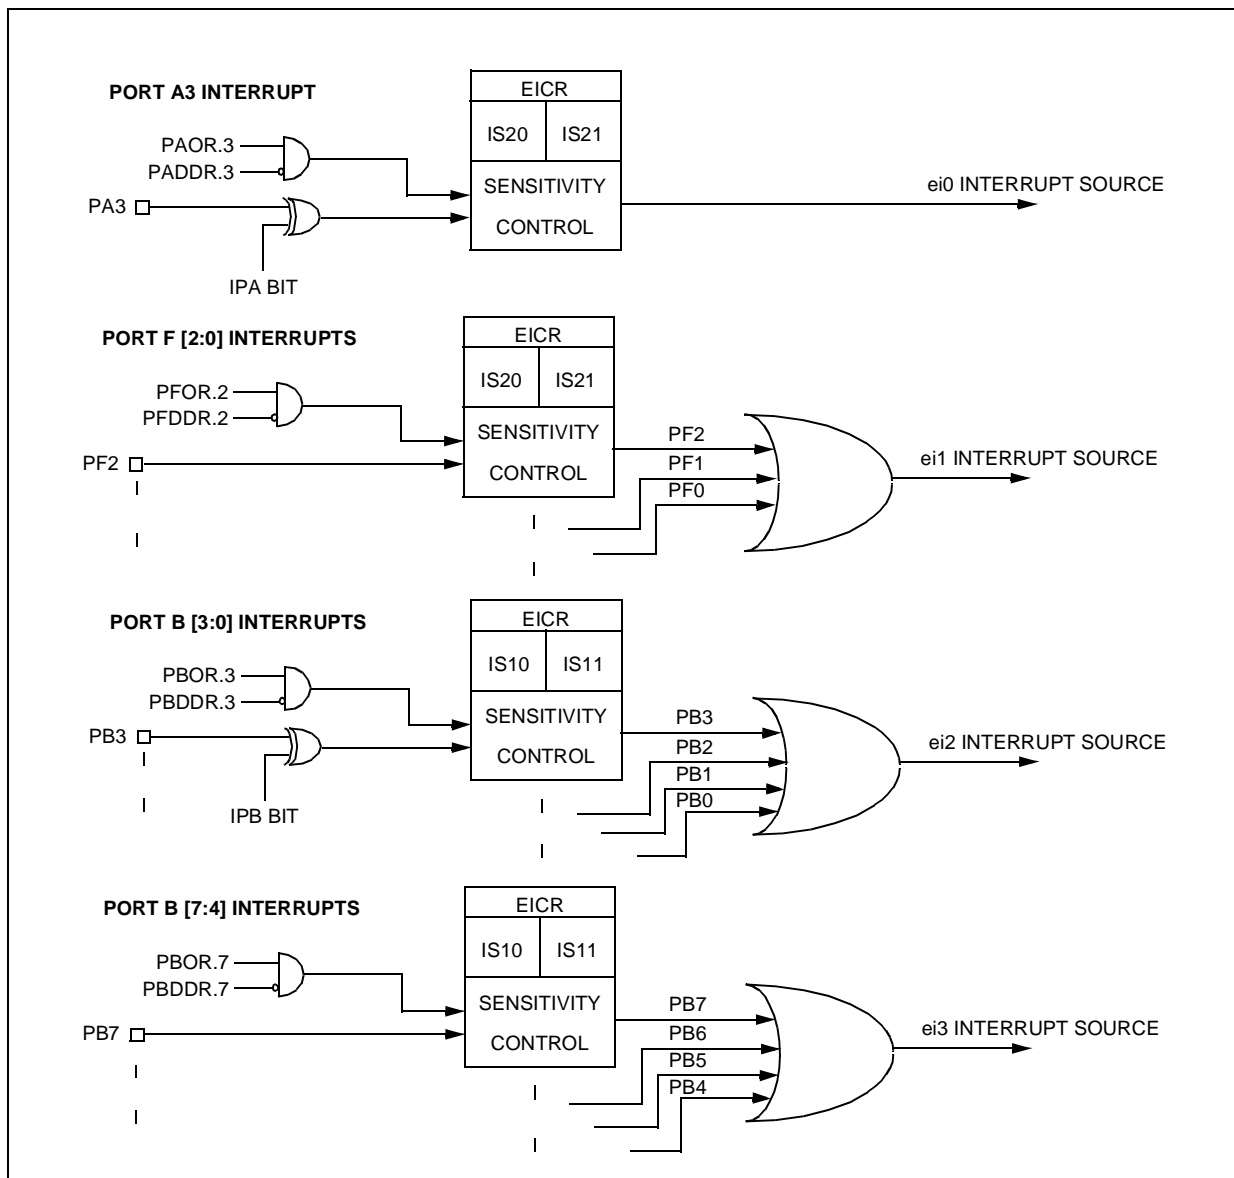 PORT A3 INTERRUPT
EICR
IS20 IS21
PAOR.3
PADDR.3
SENSITIVITY
CONTROL
PA3
IPA BIT
ei0 INTERRUPT SOURCE
PORT F [2:0] INTERRUPTS
EICR
IS20 IS21
PFOR.2
PFDDR.2
SENSITIVITY
CONTROL
PF2
PF2
PF1
PF0
ei1 INTERRUPT SOURCE
PORT B [3:0] INTERRUPTS
EICR
IS10 IS11
PBOR.3
PBDDR.3
SENSITIVITY
CONTROL
PB3
IPB BIT
PB3
PB2
PB1
PB0
ei2 INTERRUPT SOURCE
PORT B [7:4] INTERRUPTS
EICR
IS10 IS11
PBOR.7
PBDDR.7
SENSITIVITY
CONTROL
PB7
PB7
PB6
PB5
PB4
ei3 INTERRUPT SOURCE